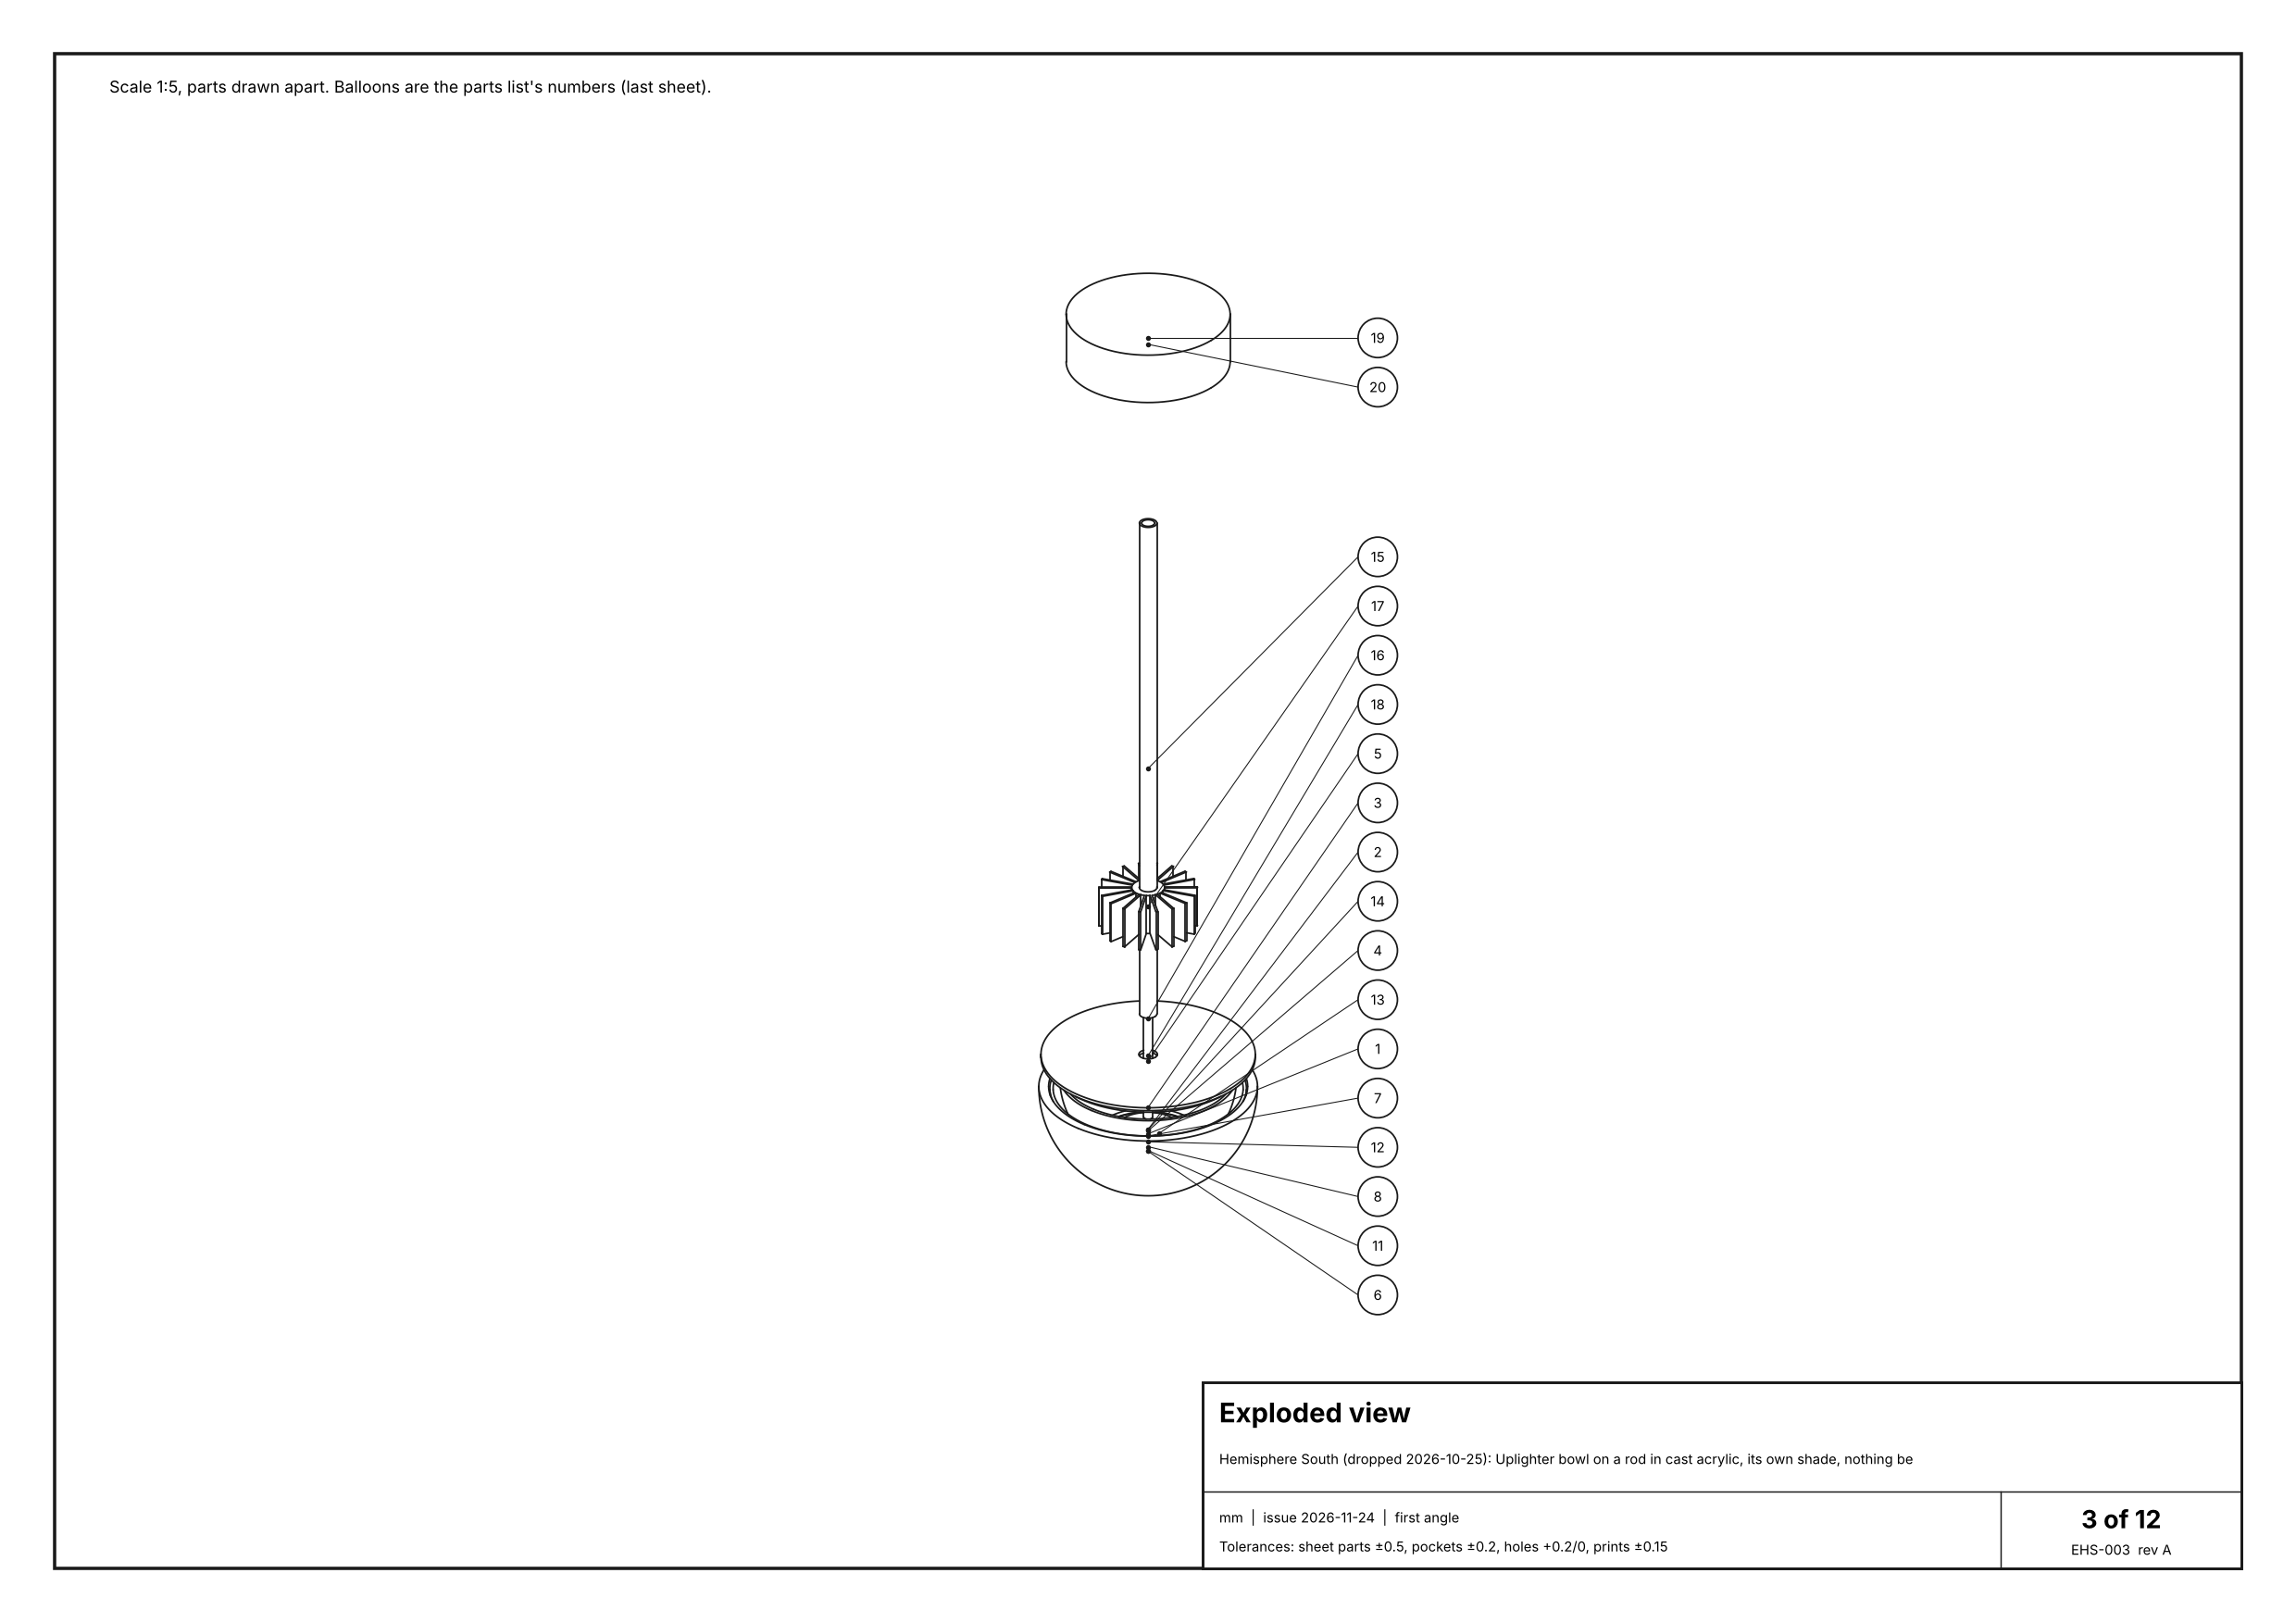 Scale 1:5, parts drawn apart. Balloons are the parts list's numbers (last sheet).
19
20
15
17
16
18
5
3
2
14
4
13
1
7
12
8
11
6
Exploded view
Hemisphere South (dropped 2026-10-25): Uplighter bowl on a rod in cast acrylic, its own shade, nothing be
mm | issue 2026-11-24 | first angle
Tolerances: sheet parts ±0.5, pockets ±0.2, holes +0.2/0, prints ±0.15
3 of 12
EHS-003 rev A